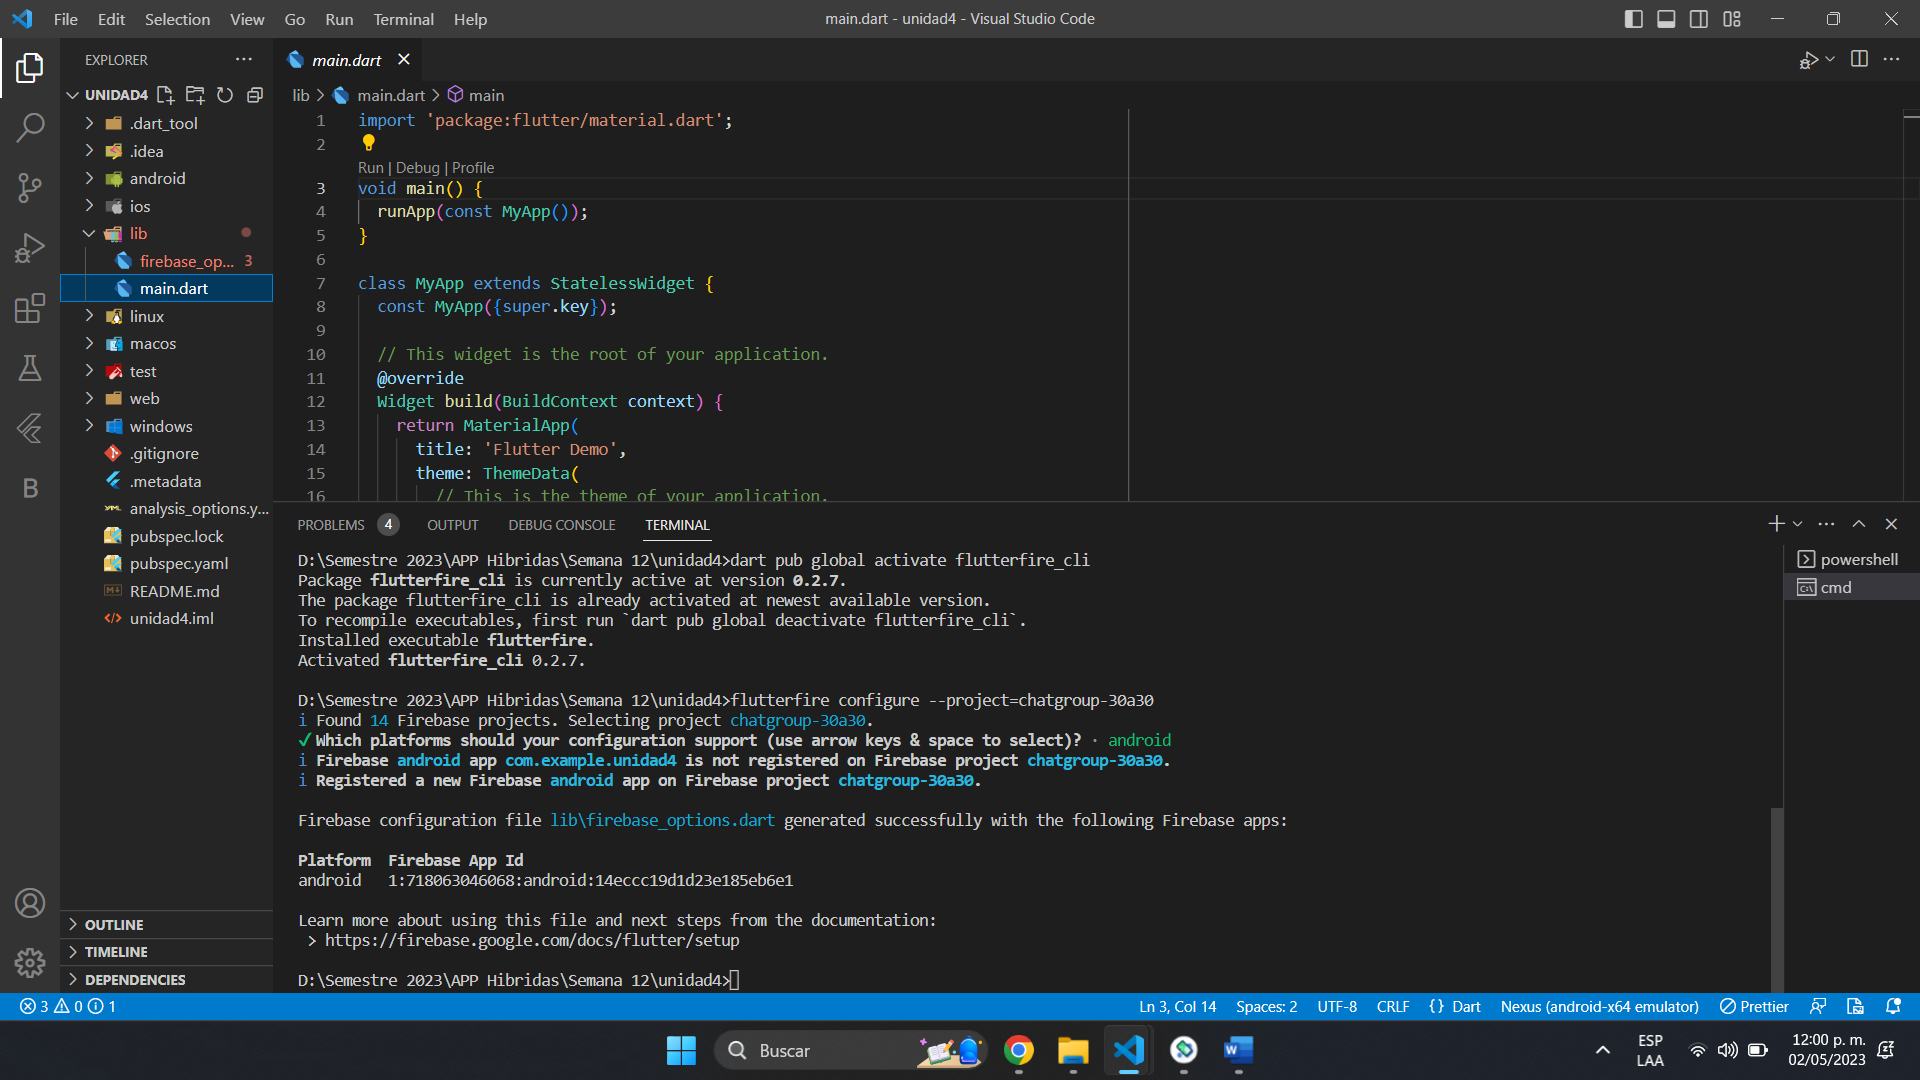 File Edit Selection View Go Run Terminal Help
main.dart - unidad4 - Visual Studio Code
EXPLORER
UNIDAD4
.dart_tool
.idea
android
ios
lib
firebase_op... 3
main.dart
linux
macos
test
web
windows
.gitignore
.metadata
analysis_options.y...
pubspec.lock
pubspec.yaml
README.md
unidad4.iml
OUTLINE
TIMELINE
DEPENDENCIES
main.dart
lib > main.dart > main
1 import 'package:flutter/material.dart';
2
Run | Debug | Profile
3 void main() {
4 runApp(const MyApp());
5 }
6
7 class MyApp extends StatelessWidget {
8 const MyApp({super.key});
9
10 // This widget is the root of your application.
11 @override
12 Widget build(BuildContext context) {
13 return MaterialApp(
14 title: 'Flutter Demo',
15 theme: ThemeData(
16 // This is the theme of your application.
PROBLEMS 4 OUTPUT DEBUG CONSOLE TERMINAL
D:\Semestre 2023\APP Hibridas\Semana 12\unidad4>dart pub global activate flutterfire_cli
Package flutterfire_cli is currently active at version 0.2.7.
The package flutterfire_cli is already activated at newest available version.
To recompile executables, first run `dart pub global deactivate flutterfire_cli`.
Installed executable flutterfire.
Activated flutterfire_cli 0.2.7.
D:\Semestre 2023\APP Hibridas\Semana 12\unidad4>flutterfire configure --project=chatgroup-30a30
i Found 14 Firebase projects. Selecting project chatgroup-30a30.
✓ Which platforms should your configuration support (use arrow keys & space to select)? · android
i Firebase android app com.example.unidad4 is not registered on Firebase project chatgroup-30a30.
i Registered a new Firebase android app on Firebase project chatgroup-30a30.
Firebase configuration file lib\firebase_options.dart generated successfully with the following Firebase apps:
Platform Firebase App Id
android 1:718063046068:android:14eccc19d1d23e185eb6e1
Learn more about using this file and next steps from the documentation:
> https://firebase.google.com/docs/flutter/setup
D:\Semestre 2023\APP Hibridas\Semana 12\unidad4>
powershell
cmd
3 0 1
Ln 3, Col 14 Spaces: 2 UTF-8 CRLF {} Dart Nexus (android-x64 emulator) Prettier
Buscar
ESP
LAA
12:00 p. m.
02/05/2023